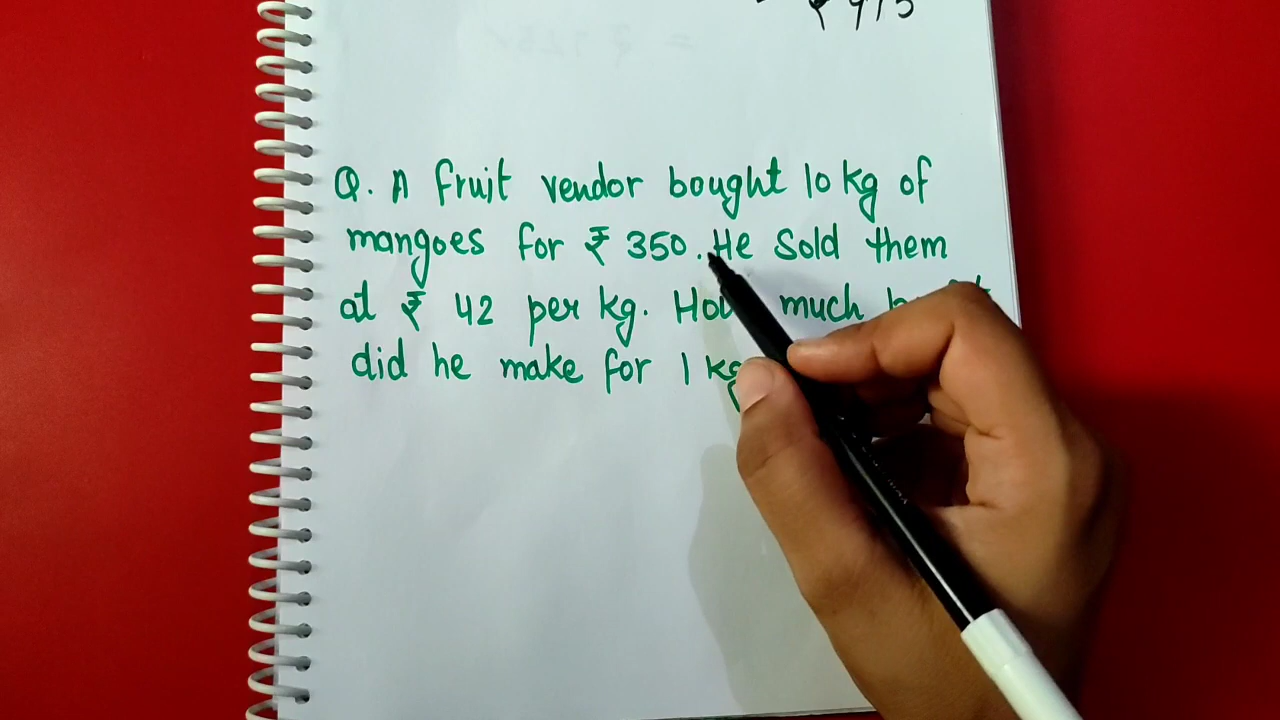 ₹ 975
Q. A fruit vendor bought 10 kg of
mangoes for ₹ 350. He sold them
at ₹ 42 per kg. How much
did he make for 1 kg